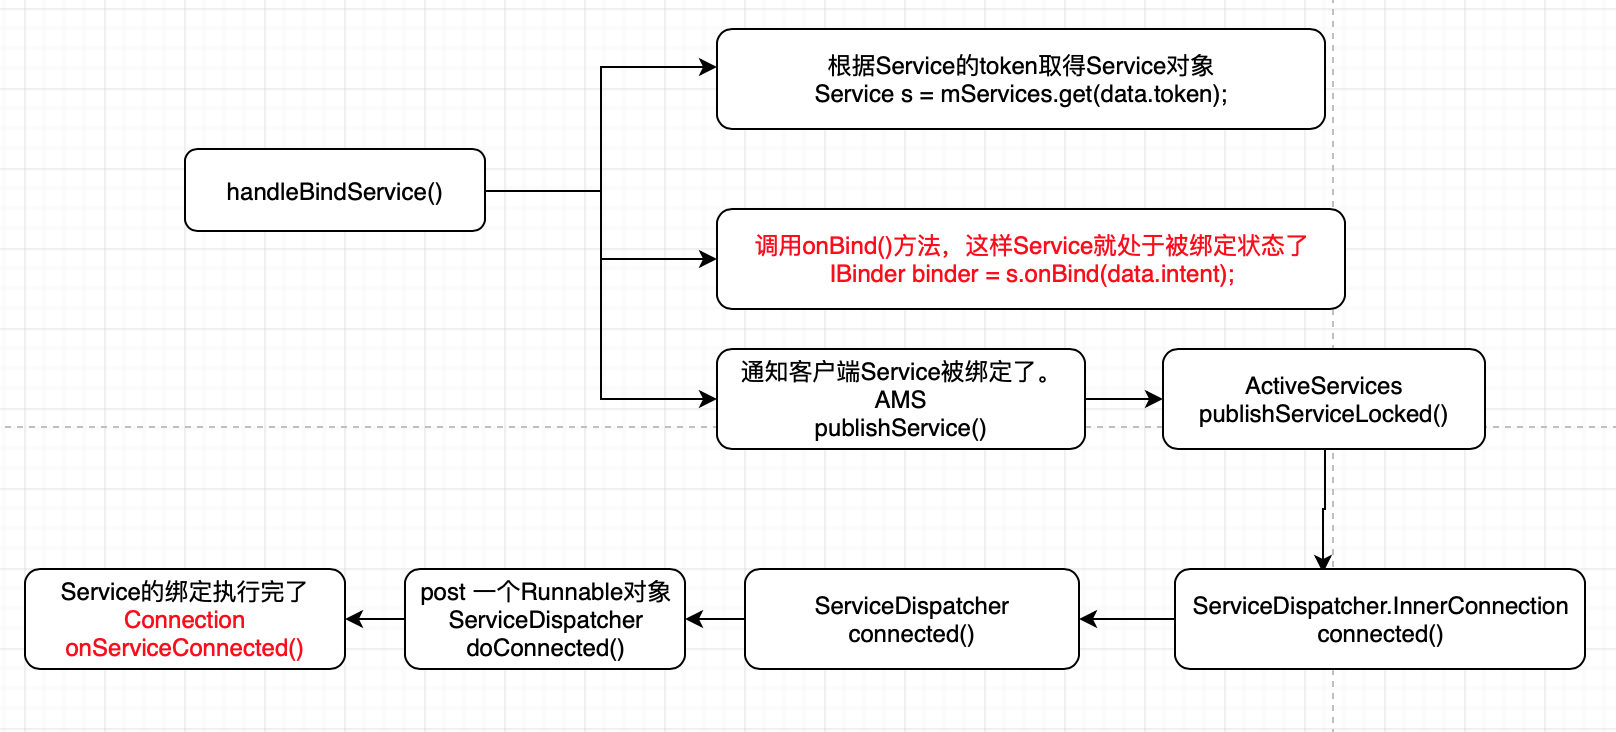 根据Service的token取得Service对象
Service s = mServices.get(data.token);
handleBindService()
调用onBind()方法，这样Service就处于被绑定状态了
IBinder binder = s.onBind(data.intent);
通知客户端Service被绑定了。
AMS
publishService()
ActiveServices
publishServiceLocked()
Service的绑定执行完了
Connection
onServiceConnected()
post 一个Runnable对象
ServiceDispatcher
doConnected()
ServiceDispatcher
connected()
ServiceDispatcher.InnerConnection
connected()